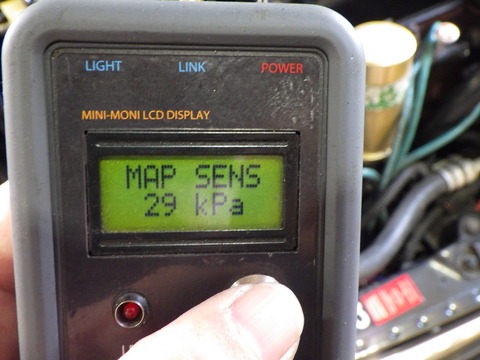 LIGHT LINK POWER
MINI-MONI LCD DISPLAY
MAP SENS
29 kPa